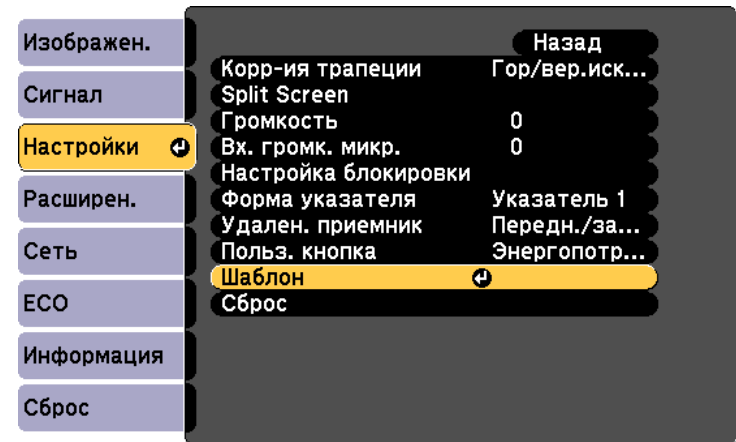 Изображен.
Сигнал
Настройки
Расширен.
Сеть
ECO
Информация
Сброс
Назад
Корр-ия трапеции Гор/вер.иск...
Split Screen
Громкость 0
Вх. громк. микр. 0
Настройка блокировки
Форма указателя Указатель 1
Удален. приемник Передн./за...
Польз. кнопка Энергопотр...
Шаблон
Сброс